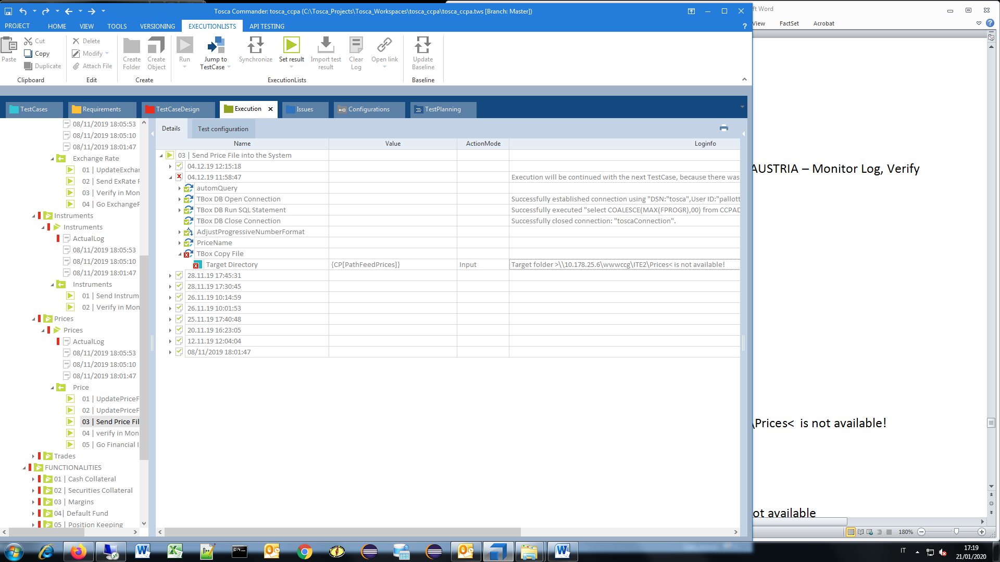 Tosca Commander: tosca_ccpa (C:\Tosca_Projects\Tosca_Workspaces\tosca_ccpa\tosca_ccpa.tws [Branch: Master])
PROJECT HOME VIEW TOOLS VERSIONING EXECUTIONLISTS API TESTING ?
Paste
Cut
Copy
Duplicate
Clipboard
Delete
Modify
Attach File
Edit
Create Folder
Create Object
Create
Run
Jump to TestCase
Synchronize
Set result
Import test result
Clear Log
Open link
ExecutionLists
Update Baseline
Baseline
TestCases Requirements TestCaseDesign Execution Issues Configurations TestPlanning
08/11/2019 18:05:53
08/11/2019 18:05:10
08/11/2019 18:01:47
Exchange Rate
01 | UpdateExchar
02 | Send ExRate F
03 | Verify in Mon
04 | Go ExchangeF
Instruments
Instruments
ActualLog
08/11/2019 18:05:53
08/11/2019 18:05:10
08/11/2019 18:01:47
Instruments
01 | Send Instrum
02 | Verify in Mon
Prices
Prices
ActualLog
08/11/2019 18:05:53
08/11/2019 18:05:10
08/11/2019 18:01:47
Price
01 | UpdatePriceF
02 | UpdatePriceF
03 | Send Price Fil
04 | verify in Mon
05 | Go Financial I
Trades
FUNCTIONALITIES
01 | Cash Collateral
02 | Securities Collateral
03 | Margins
04| Default Fund
05 | Position Keeping
Details Test configuration
Name Value ActionMode Loginfo
03 | Send Price File into the System
04.12.19 12:15:18
04.12.19 11:58:47 Execution will be continued with the next TestCase, because there was
automQuery
TBox DB Open Connection Successfully established connection using "DSN:"tosca",User ID:"pallott
TBox DB Run SQL Statement Successfully executed "select COALESCE(MAX(FPROGR),00) from CCPAD
TBox DB Close Connection Successfully closed connection: "toscaConnection".
AdjustProgressiveNumberFormat
PriceName
TBox Copy File
Target Directory {CP[PathFeedPrices]} Input Target folder >\\10.178.25.6\wwwccg\ITE2\Prices< is not available!
28.11.19 17:45:31
28.11.19 17:30:45
26.11.19 10:14:59
26.11.19 10:01:53
25.11.19 17:40:48
20.11.19 16:23:05
12.11.19 12:04:04
08/11/2019 18:01:47
ft Word
View FactSet Acrobat
AUSTRIA – Monitor Log, Verify
\Prices< is not available!
ot available
180%
IT
17:19
21/01/2020